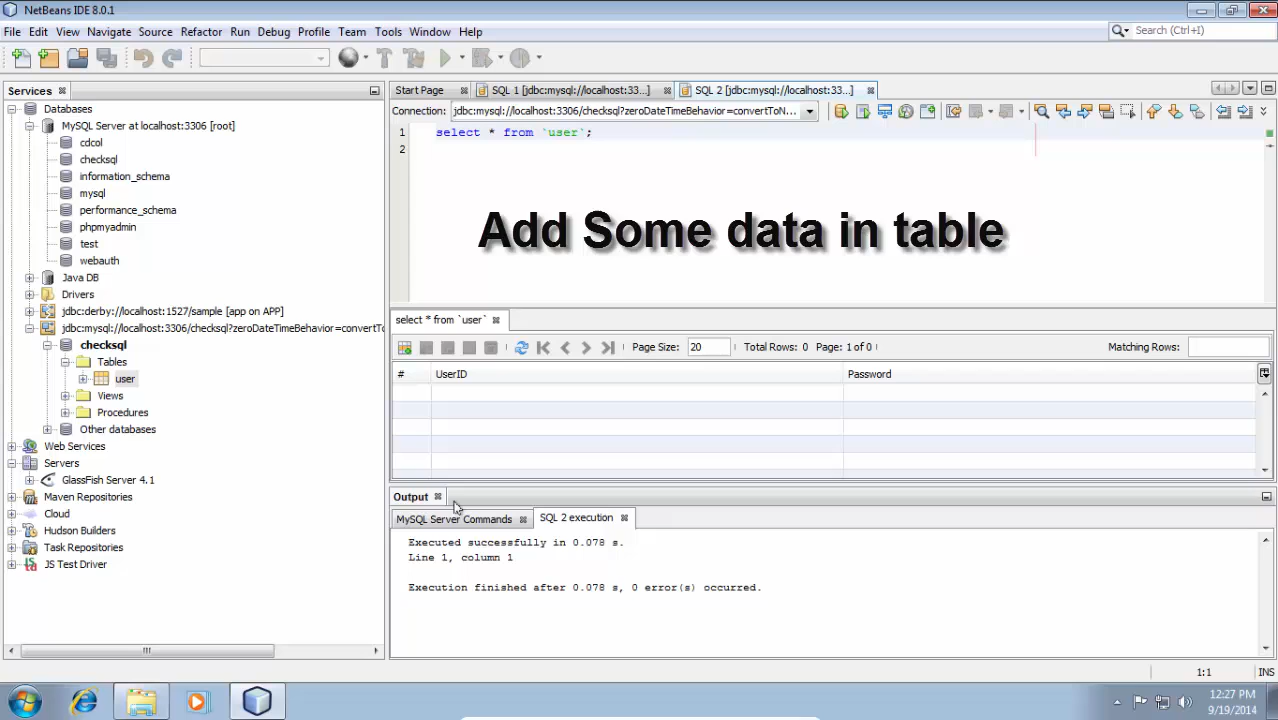 NetBeans IDE 8.0.1
File Edit View Navigate Source Refactor Run Debug Profile Team Tools Window Help
Search (Ctrl+I)
Services
Start Page
SQL 1 [jdbc:mysql://localhost:33...]
SQL 2 [jdbc:mysql://localhost:33...]
Connection: jdbc:mysql://localhost:3306/checksql?zeroDateTimeBehavior=convertToN...
1 select * from `user`;
2
Add Some data in table
Databases
MySQL Server at localhost:3306 [root]
cdcol
checksql
information_schema
mysql
performance_schema
phpmyadmin
test
webauth
Java DB
Drivers
jdbc:derby://localhost:1527/sample [app on APP]
jdbc:mysql://localhost:3306/checksql?zeroDateTimeBehavior=convertTo
checksql
Tables
user
Views
Procedures
Other databases
Web Services
Servers
GlassFish Server 4.1
Maven Repositories
Cloud
Hudson Builders
Task Repositories
JS Test Driver
select * from `user`
Page Size: 20 Total Rows: 0 Page: 1 of 0
Matching Rows:
# UserID Password
Output
MySQL Server Commands
SQL 2 execution
Executed successfully in 0.078 s.
Line 1, column 1
Execution finished after 0.078 s, 0 error(s) occurred.
1:1 INS
12:27 PM
9/19/2014